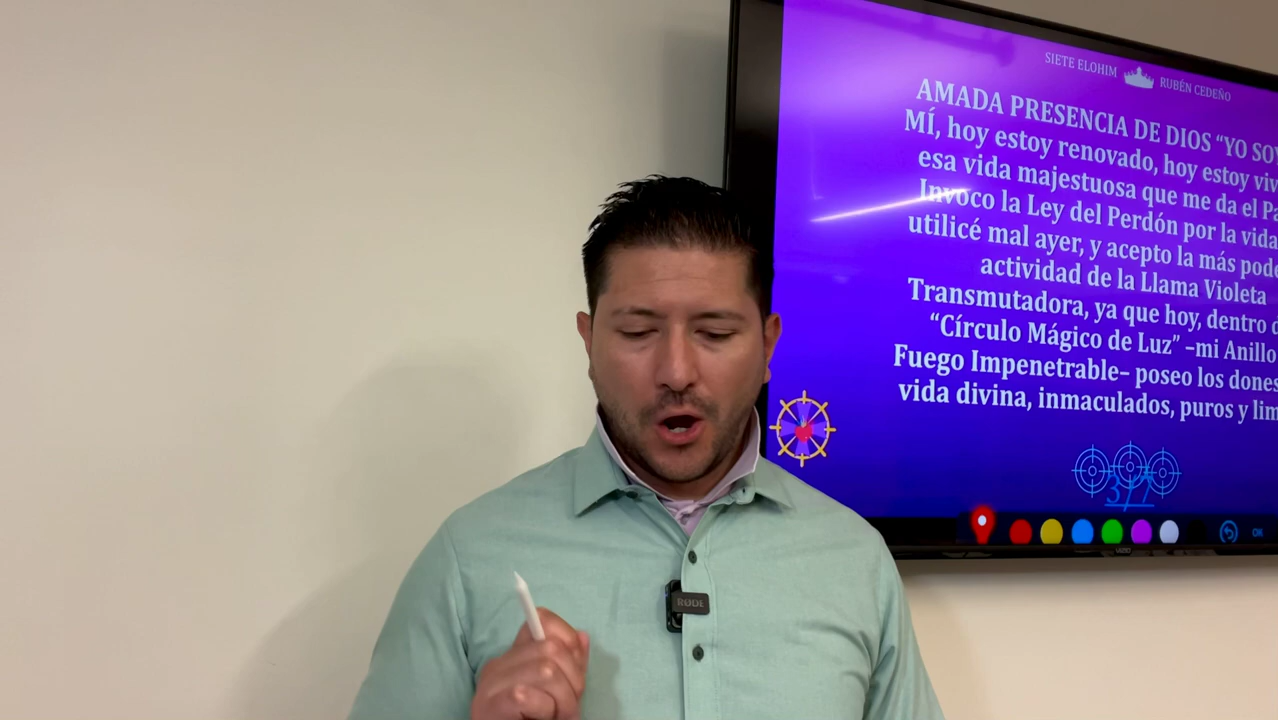 SIETE ELOHIM RUBÉN CEDEÑO
AMADA PRESENCIA DE DIOS “YO SOY
MÍ, hoy estoy renovado, hoy estoy
esa vida majestuosa que me da el
Invoco la Ley del Perdón por la vida
utilicé mal ayer, y acepto la más
actividad de la Llama Violeta
Transmutadora, ya que hoy, dentro
“Círculo Mágico de Luz” –mi Anillo
Fuego Impenetrable– poseo los dones
vida divina, inmaculados, puros y
377
OK
VIZIO
RØDE